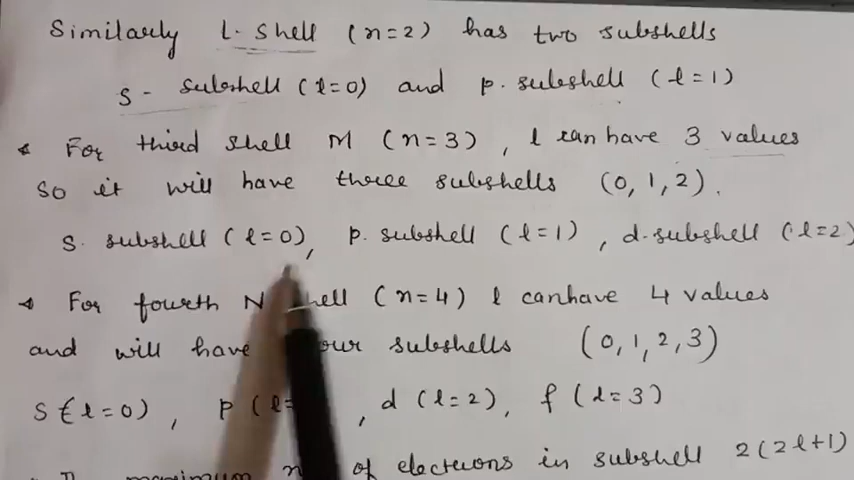 Similarly L. Shell (n=2) has two subshells
s - subshell (l=0) and p. subshell (l=1)
For third shell M (n=3), l can have 3 values
so it will have three subshells (0, 1, 2).
s. subshell (l=0), p. subshell (l=1), d-subshell (l=2)
For fourth N (n=4) l can have 4 values
and will have subshells (0, 1, 2, 3)
s (l=0), p (l=, d (l=2), f (l=3)
maximum of electrons in subshell 2(2l+1)